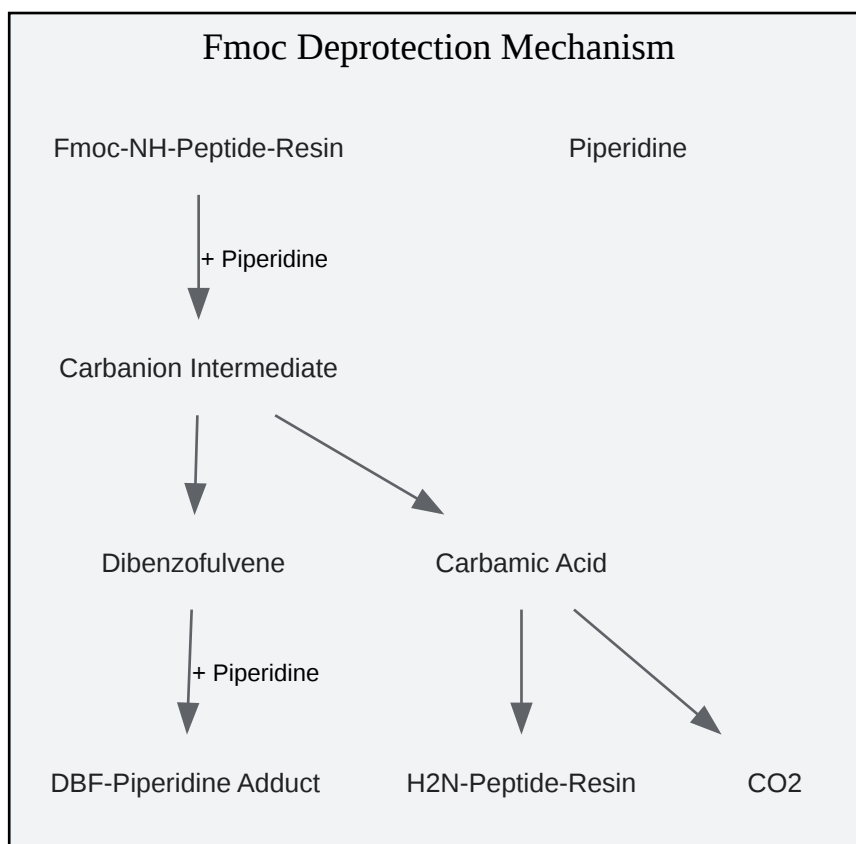 Fmoc Deprotection Mechanism
Fmoc-NH-Peptide-Resin
Piperidine
+ Piperidine
Carbanion Intermediate
Dibenzofulvene
Carbamic Acid
+ Piperidine
DBF-Piperidine Adduct
H2N-Peptide-Resin
CO2